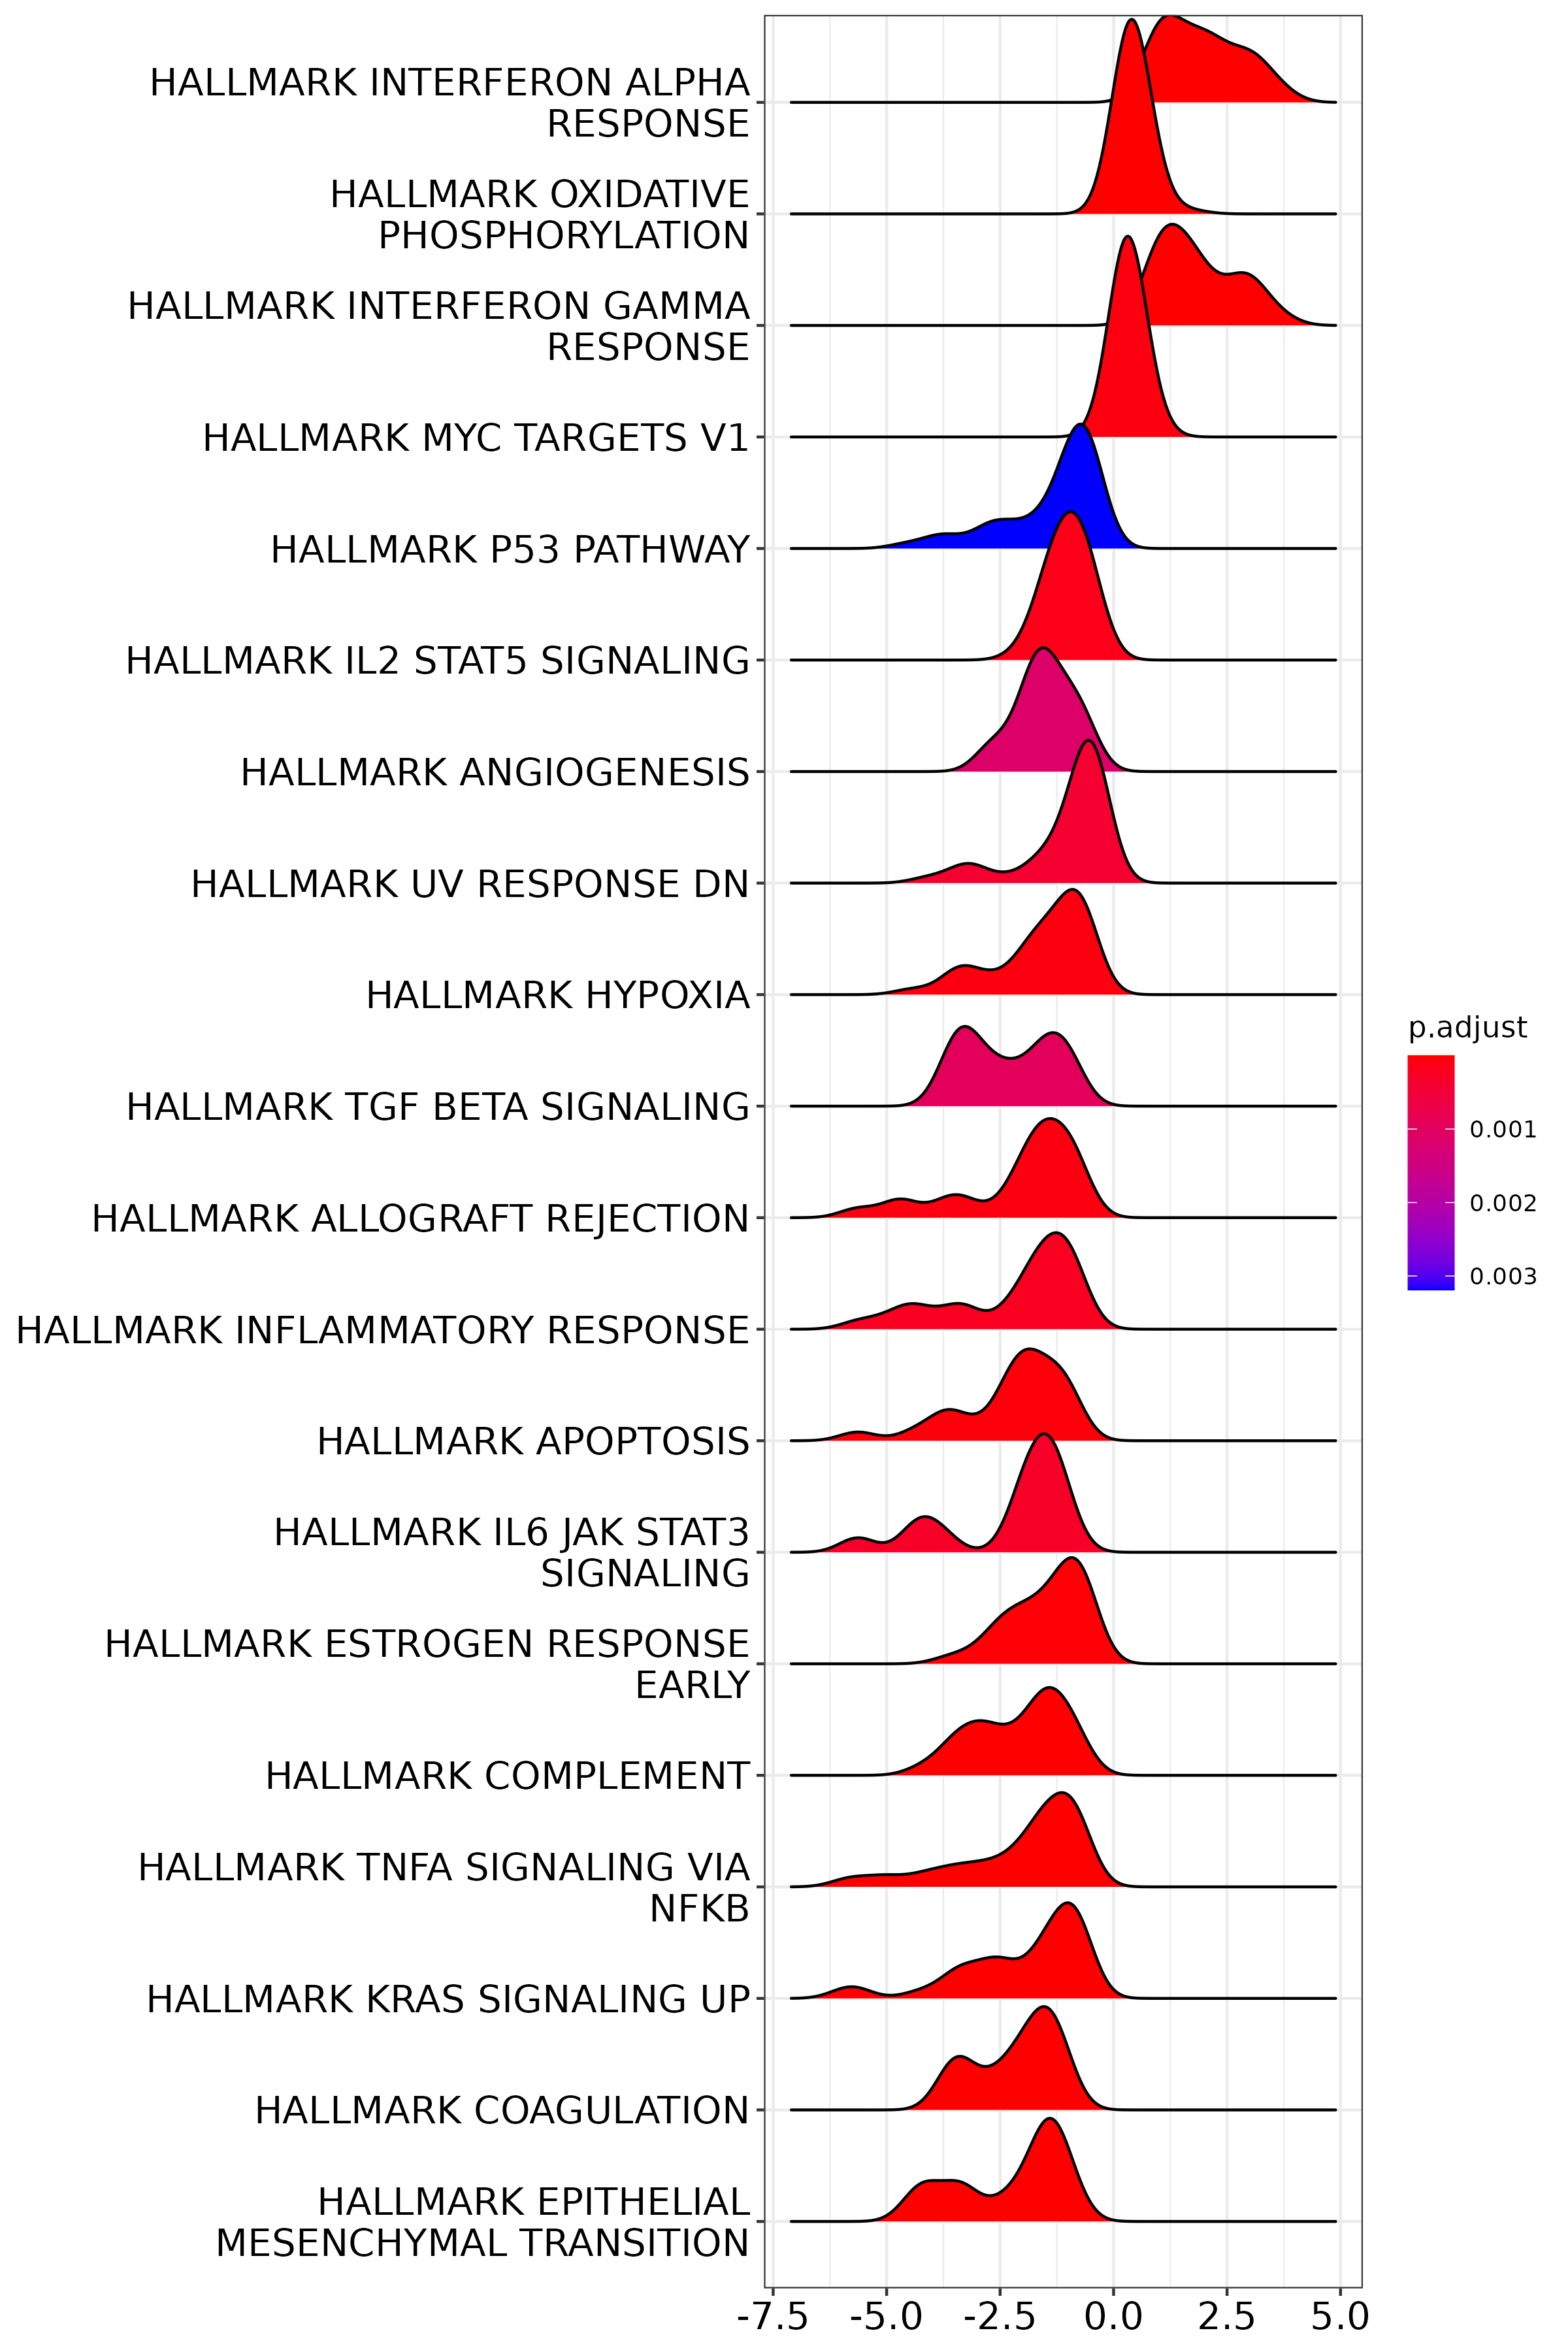 HALLMARK INTERFERON ALPHA
RESPONSE
HALLMARK OXIDATIVE
PHOSPHORYLATION
HALLMARK INTERFERON GAMMA
RESPONSE
HALLMARK MYC TARGETS V1
HALLMARK P53 PATHWAY
HALLMARK IL2 STAT5 SIGNALING
HALLMARK ANGIOGENESIS
HALLMARK UV RESPONSE DN
HALLMARK HYPOXIA
HALLMARK TGF BETA SIGNALING
HALLMARK ALLOGRAFT REJECTION
HALLMARK INFLAMMATORY RESPONSE
HALLMARK APOPTOSIS
HALLMARK IL6 JAK STAT3
SIGNALING
HALLMARK ESTROGEN RESPONSE
EARLY
HALLMARK COMPLEMENT
HALLMARK TNFA SIGNALING VIA
NFKB
HALLMARK KRAS SIGNALING UP
HALLMARK COAGULATION
HALLMARK EPITHELIAL
MESENCHYMAL TRANSITION
-7.5 -5.0 -2.5 0.0 2.5 5.0
p.adjust
0.001
0.002
0.003